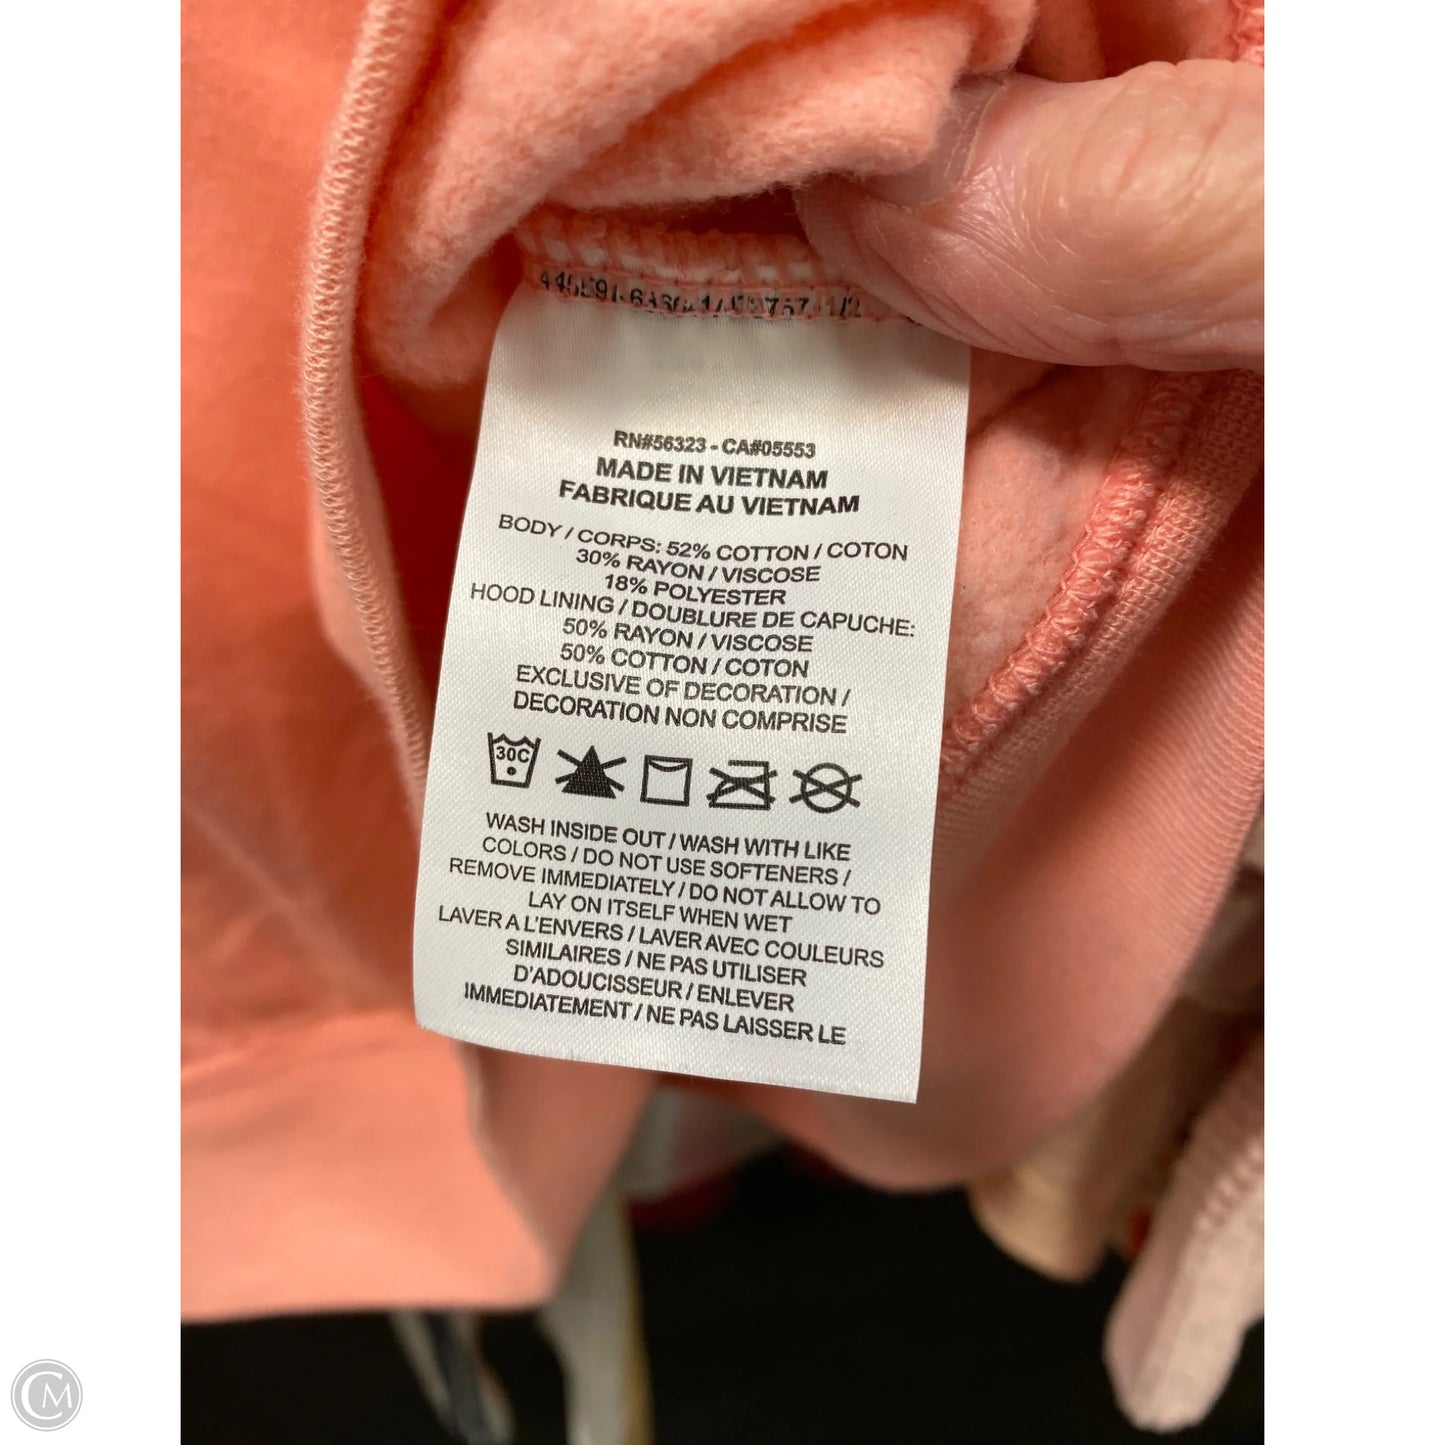 RN#56323 - CA#05553
MADE IN VIETNAM
FABRIQUE AU VIETNAM
BODY / CORPS: 52% COTTON / COTON
30% RAYON / VISCOSE
18% POLYESTER
HOOD LINING / DOUBLURE DE CAPUCHE:
50% RAYON / VISCOSE
50% COTTON / COTON
EXCLUSIVE OF DECORATION /
DECORATION NON COMPRISE
30C
WASH INSIDE OUT / WASH WITH LIKE
COLORS / DO NOT USE SOFTENERS /
REMOVE IMMEDIATELY / DO NOT ALLOW TO
LAY ON ITSELF WHEN WET
LAVER A L'ENVERS / LAVER AVEC COULEURS
SIMILAIRES / NE PAS UTILISER
D'ADOUCISSEUR / ENLEVER
IMMEDIATEMENT / NE PAS LAISSER LE
CM